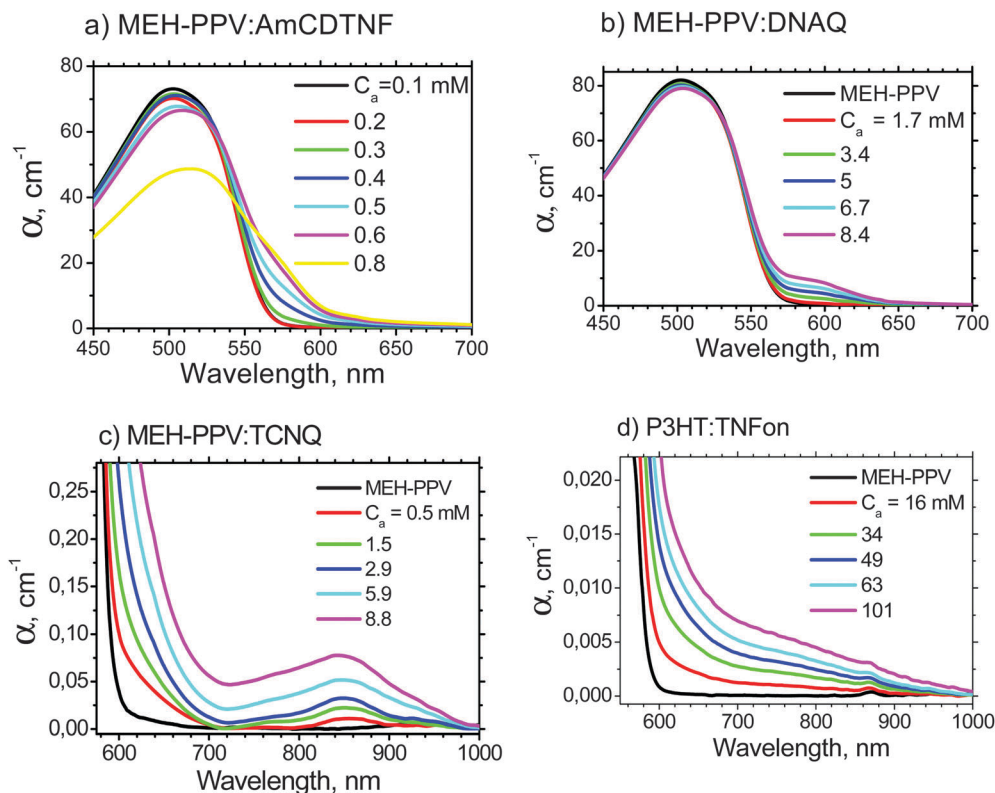 a) MEH-PPV:AmCDTNF
80
60
40
20
0
α, cm⁻¹
Cₐ=0.1 mM
0.2
0.3
0.4
0.5
0.6
0.8
450 500 550 600 650 700
Wavelength, nm
b) MEH-PPV:DNAQ
80
60
40
20
0
α, cm⁻¹
MEH-PPV
Cₐ = 1.7 mM
3.4
5
6.7
8.4
450 500 550 600 650 700
Wavelength, nm
c) MEH-PPV:TCNQ
0,25
0,20
0,15
0,10
0,05
0,00
α, cm⁻¹
MEH-PPV
Cₐ = 0.5 mM
1.5
2.9
5.9
8.8
600 700 800 900 1000
Wavelength, nm
d) P3HT:TNFon
0,020
0,015
0,010
0,005
0,000
α, cm⁻¹
MEH-PPV
Cₐ = 16 mM
34
49
63
101
600 700 800 900 1000
Wavelength, nm